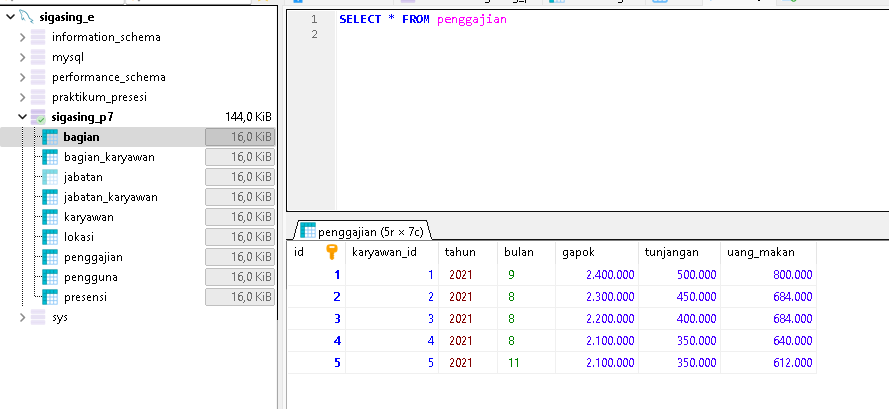 sigasing_e
information_schema
mysql
performance_schema
praktikum_presesi
sigasing_p7 144,0 KiB
bagian 16,0 KiB
bagian_karyawan 16,0 KiB
jabatan 16,0 KiB
jabatan_karyawan 16,0 KiB
karyawan 16,0 KiB
lokasi 16,0 KiB
penggajian 16,0 KiB
pengguna 16,0 KiB
presensi 16,0 KiB
sys
1 SELECT * FROM penggajian
2
penggajian (5r × 7c)
id karyawan_id tahun bulan gapok tunjangan uang_makan
1 1 2021 9 2.400.000 500.000 800.000
2 2 2021 8 2.300.000 450.000 684.000
3 3 2021 8 2.200.000 400.000 684.000
4 4 2021 8 2.100.000 350.000 640.000
5 5 2021 11 2.100.000 350.000 612.000